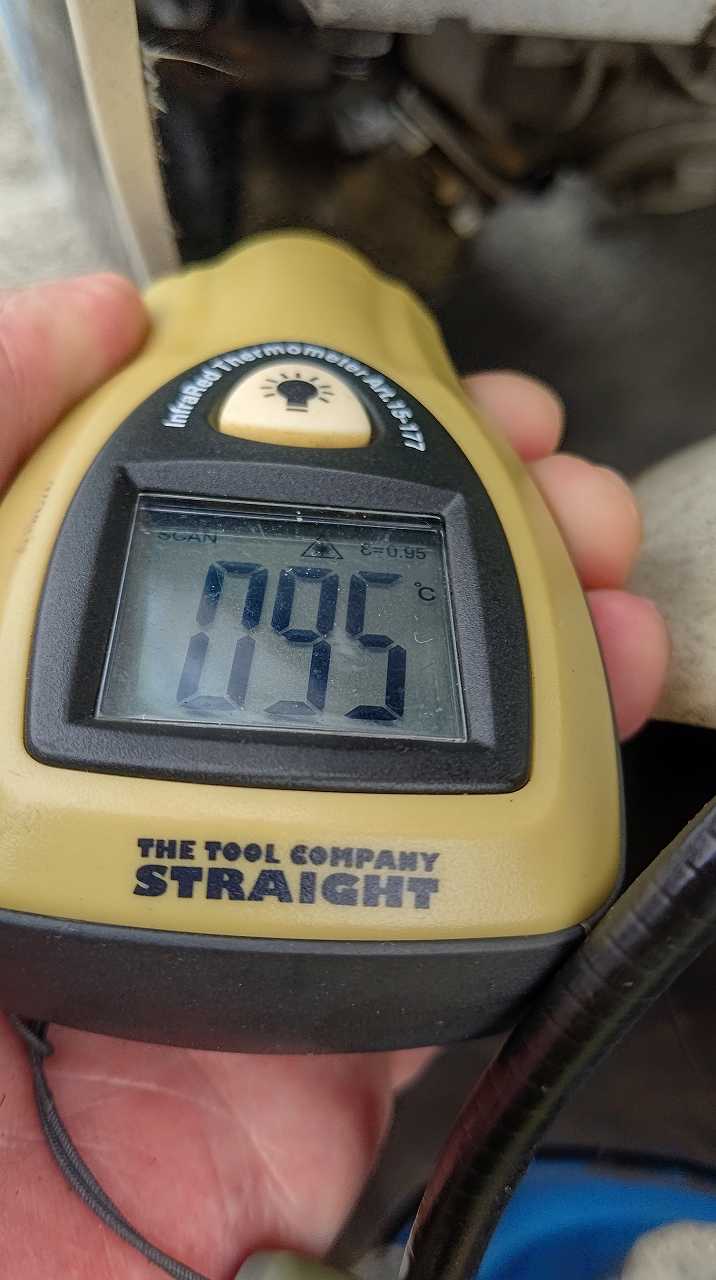 InfraRed Thermometer Art.15-177
SCAN ε=0.95
095 °C
THE TOOL COMPANY
STRAIGHT